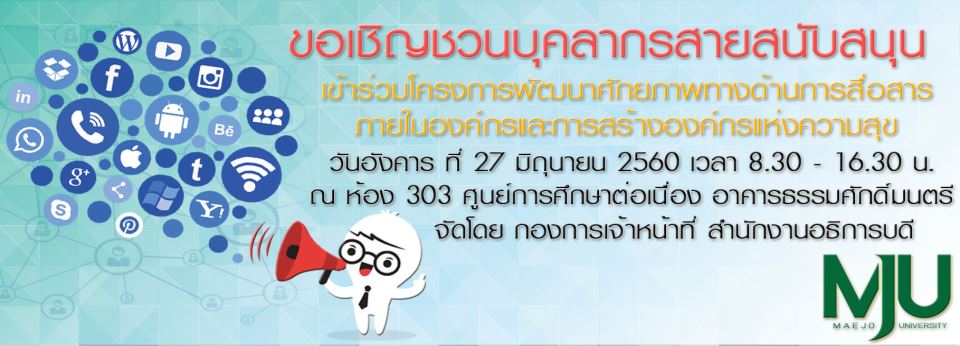 ขอเชิญชวนบุคลากรสายสนับสนุน
เข้าร่วมโครงการพัฒนาศักยภาพทางด้านการสื่อสาร
ภายในองค์กรและการสร้างองค์กรแห่งความสุข
วันอังคาร ที่ 27 มิถุนายน 2560 เวลา 8.30 - 16.30 น.
ณ ห้อง 303 ศูนย์การศึกษาต่อเนื่อง อาคารธรรมศักดิ์มนตรี
จัดโดย กองการเจ้าหน้าที่ สำนักงานอธิการบดี
MJU
MAEJO UNIVERSITY
in
f
Bē
g+
t
Y!